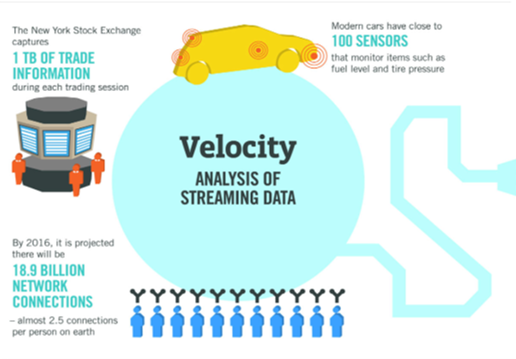 The New York Stock Exchange
captures
1 TB OF TRADE
INFORMATION
during each trading session
Modern cars have close to
100 SENSORS
that monitor items such as
fuel level and tire pressure
Velocity
ANALYSIS OF
STREAMING DATA
By 2016, it is projected
there will be
18.9 BILLION
NETWORK
CONNECTIONS
– almost 2.5 connections
per person on earth